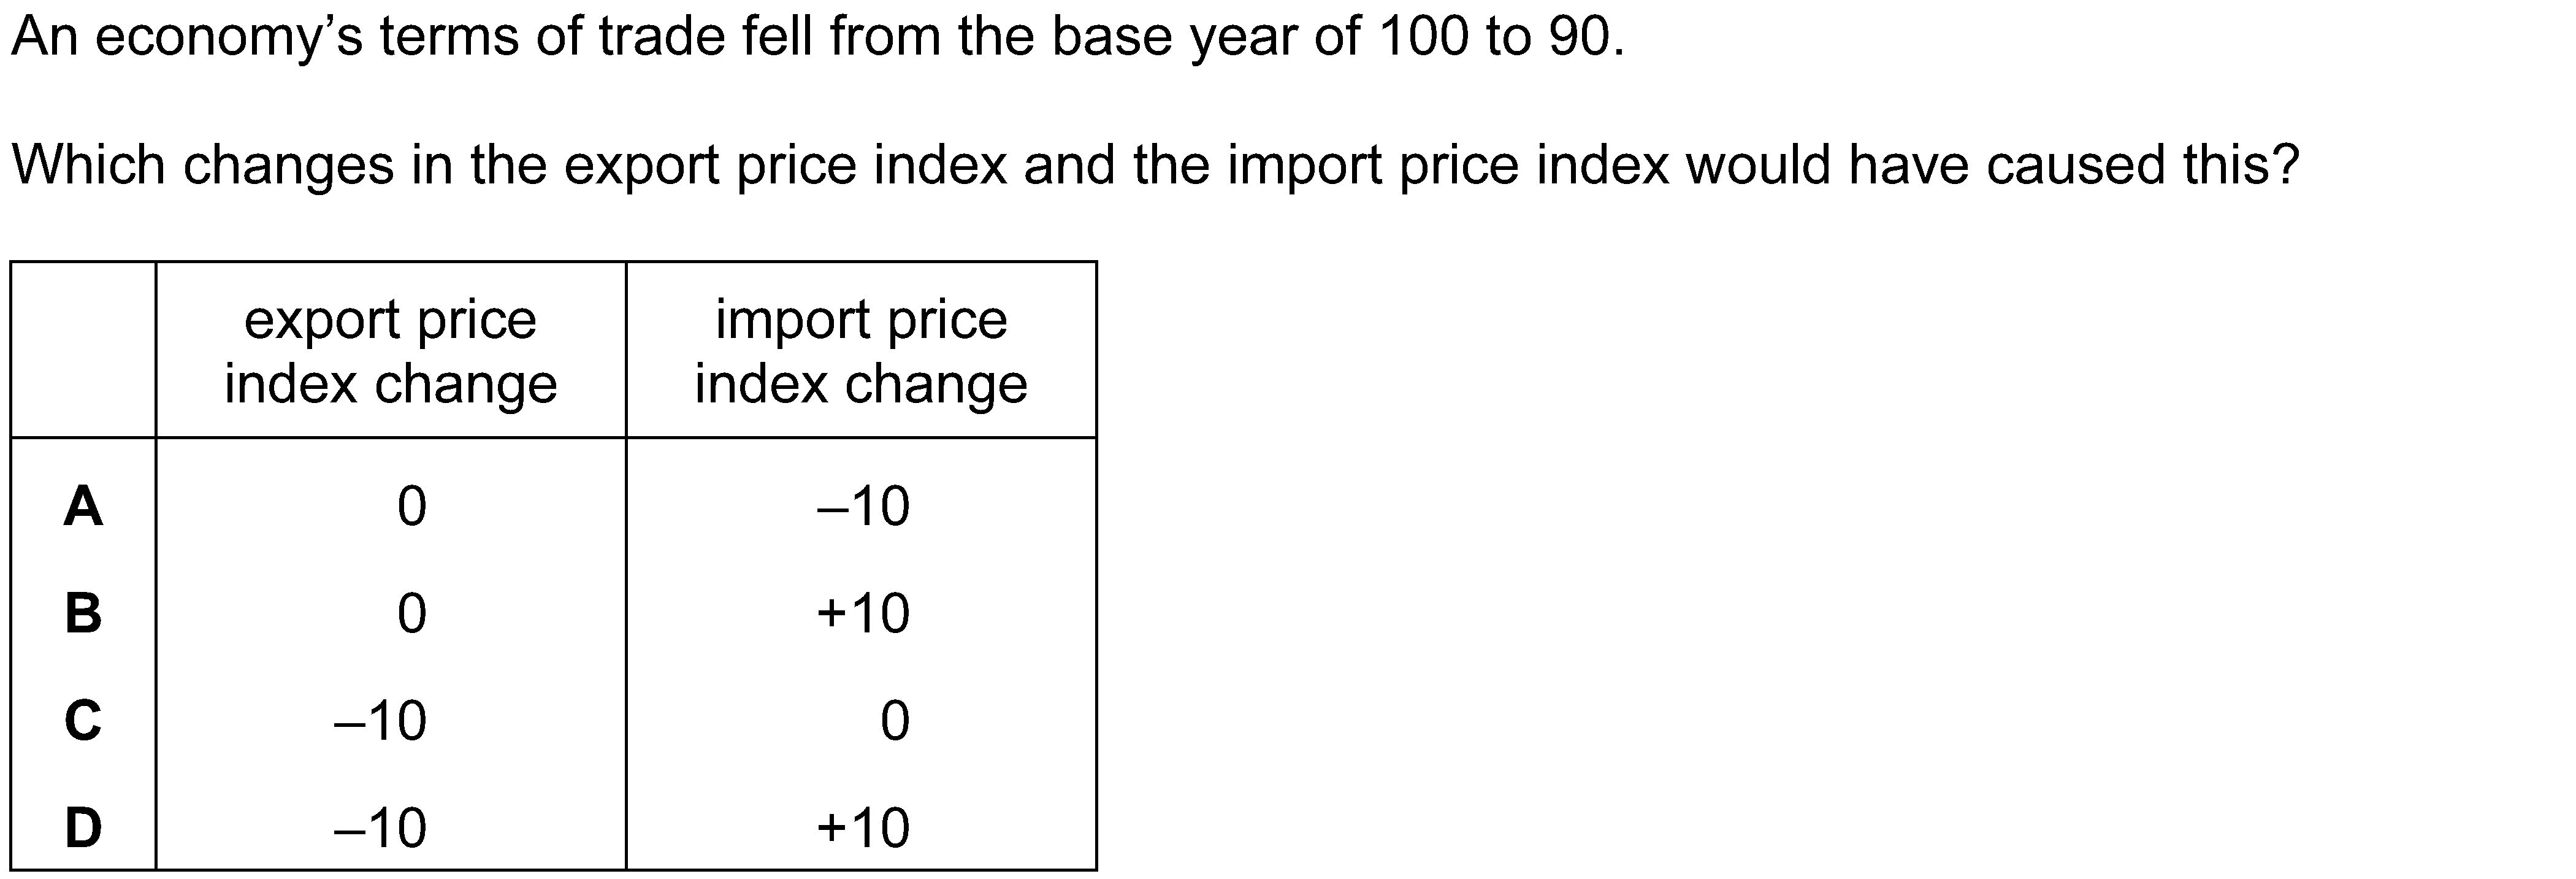 An economy’s terms of trade fell from the base year of 100 to 90.
Which changes in the export price index and the import price index would have caused this?
export price index change import price index change
A 0 –10
B 0 +10
C –10 0
D –10 +10